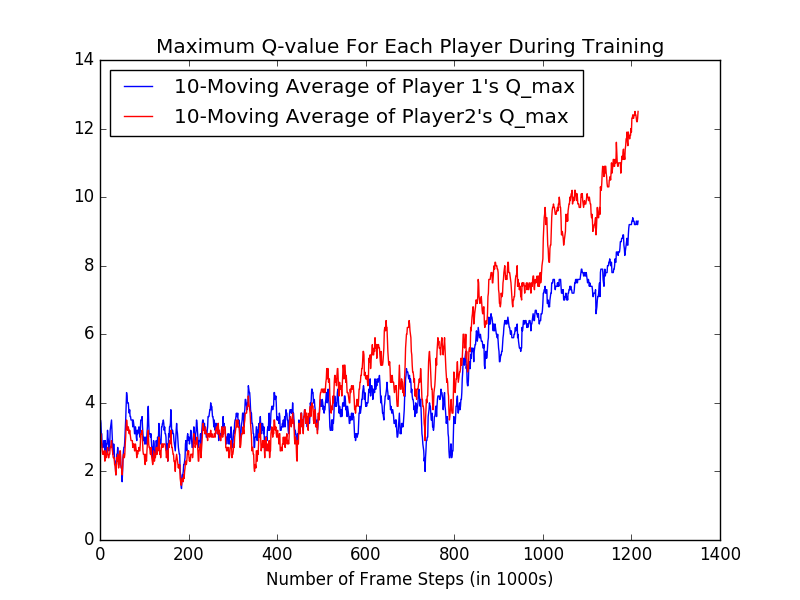 Maximum Q-value For Each Player During Training
14
12
10
8
6
4
2
0
10-Moving Average of Player 1's Q_max
10-Moving Average of Player2's Q_max
0 200 400 600 800 1000 1200 1400
Number of Frame Steps (in 1000s)